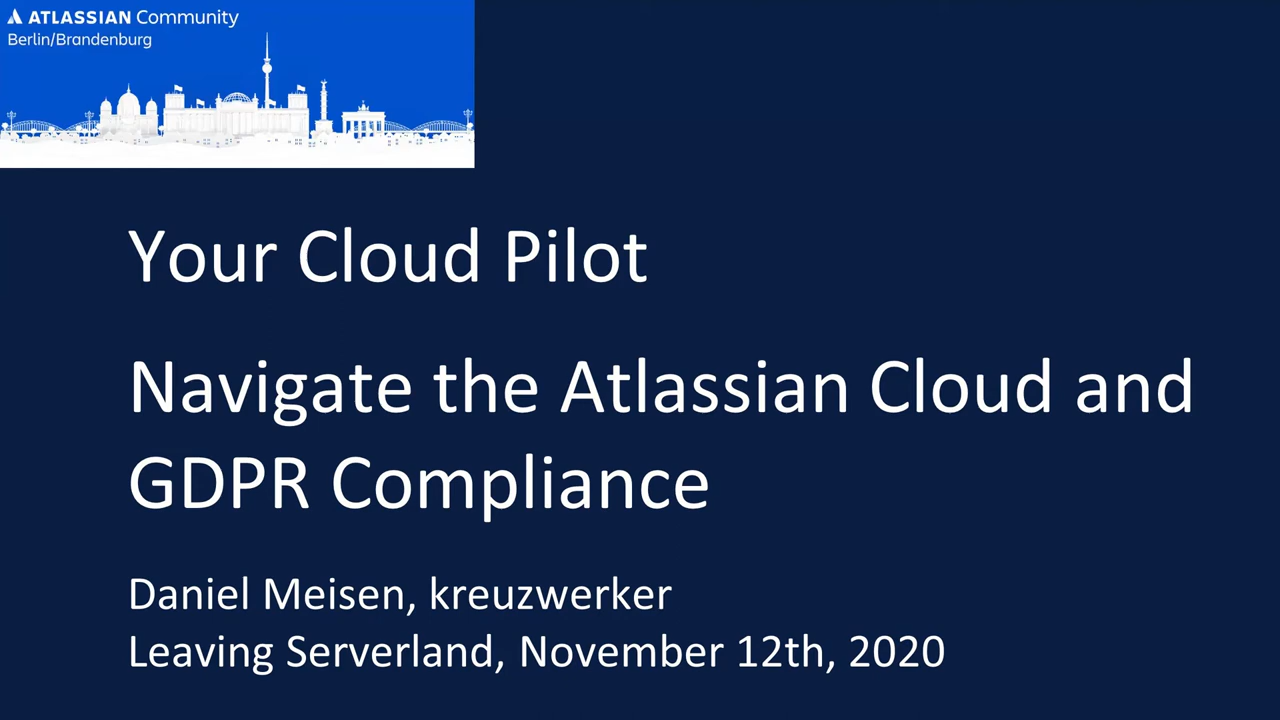 ATLASSIAN Community
Berlin/Brandenburg
Your Cloud Pilot
Navigate the Atlassian Cloud and
GDPR Compliance
Daniel Meisen, kreuzwerker
Leaving Serverland, November 12th, 2020